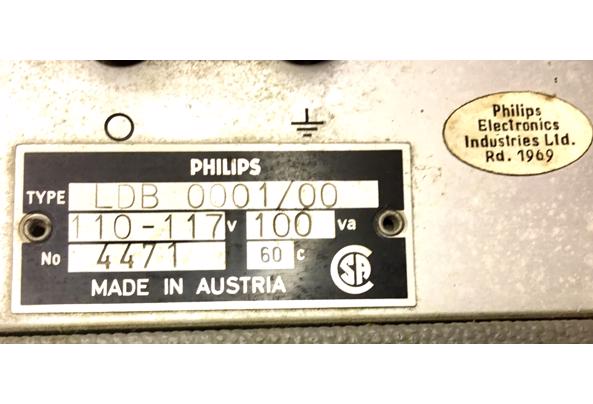 Philips
Electronics
Industries Ltd.
Rd. 1969
PHILIPS
TYPE LDB 0001/00
110-117 v 100 va
No 4471 60 c
CSA
MADE IN AUSTRIA